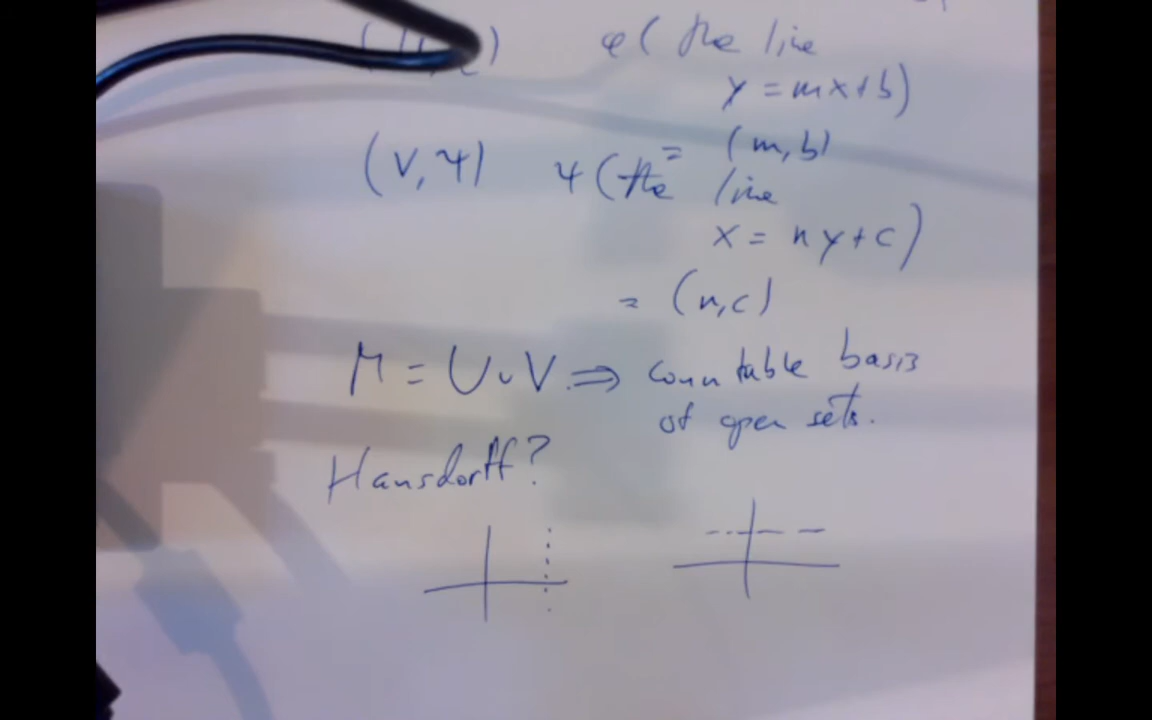 φ( the line
y = mx+b)
= (m,b)
(V,Ψ) Ψ(the line
x = ny+c)
= (n,c)
M = U∪V. ⇒ countable basis
of open sets.
Hausdorff?